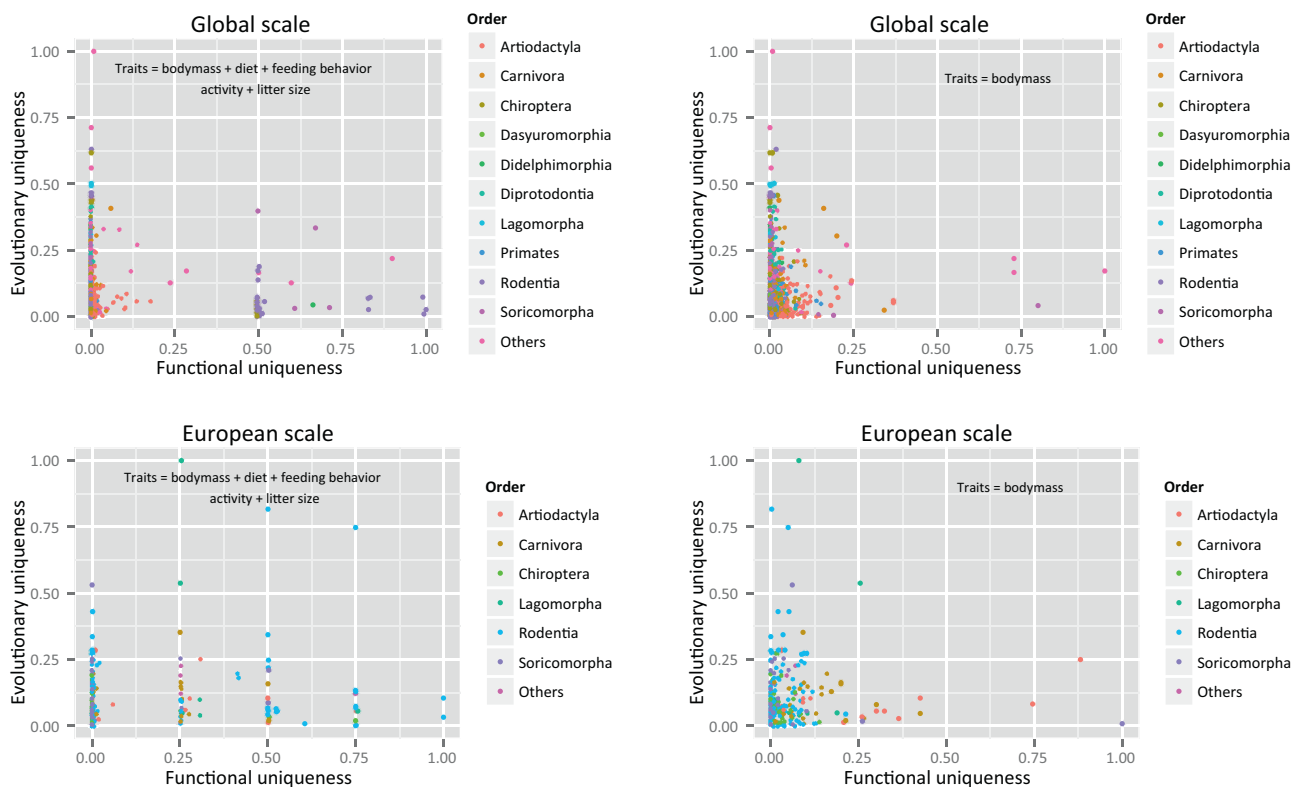 Global scale
Evolutionary uniqueness
1.00
0.75
0.50
0.25
0.00
Traits = bodymass + diet + feeding behavior
activity + litter size
0.00 0.25 0.50 0.75 1.00
Functional uniqueness
Order
Artiodactyla
Carnivora
Chiroptera
Dasyuromorphia
Didelphimorphia
Diprotodontia
Lagomorpha
Primates
Rodentia
Soricomorpha
Others
Global scale
Evolutionary uniqueness
1.00
0.75
0.50
0.25
0.00
Traits = bodymass
0.00 0.25 0.50 0.75 1.00
Functional uniqueness
Order
Artiodactyla
Carnivora
Chiroptera
Dasyuromorphia
Didelphimorphia
Diprotodontia
Lagomorpha
Primates
Rodentia
Soricomorpha
Others
European scale
Evolutionary uniqueness
1.00
0.75
0.50
0.25
0.00
Traits = bodymass + diet + feeding behavior
activity + litter size
0.00 0.25 0.50 0.75 1.00
Functional uniqueness
Order
Artiodactyla
Carnivora
Chiroptera
Lagomorpha
Rodentia
Soricomorpha
Others
European scale
Evolutionary uniqueness
1.00
0.75
0.50
0.25
0.00
Traits = bodymass
0.00 0.25 0.50 0.75 1.00
Functional uniqueness
Order
Artiodactyla
Carnivora
Chiroptera
Lagomorpha
Rodentia
Soricomorpha
Others